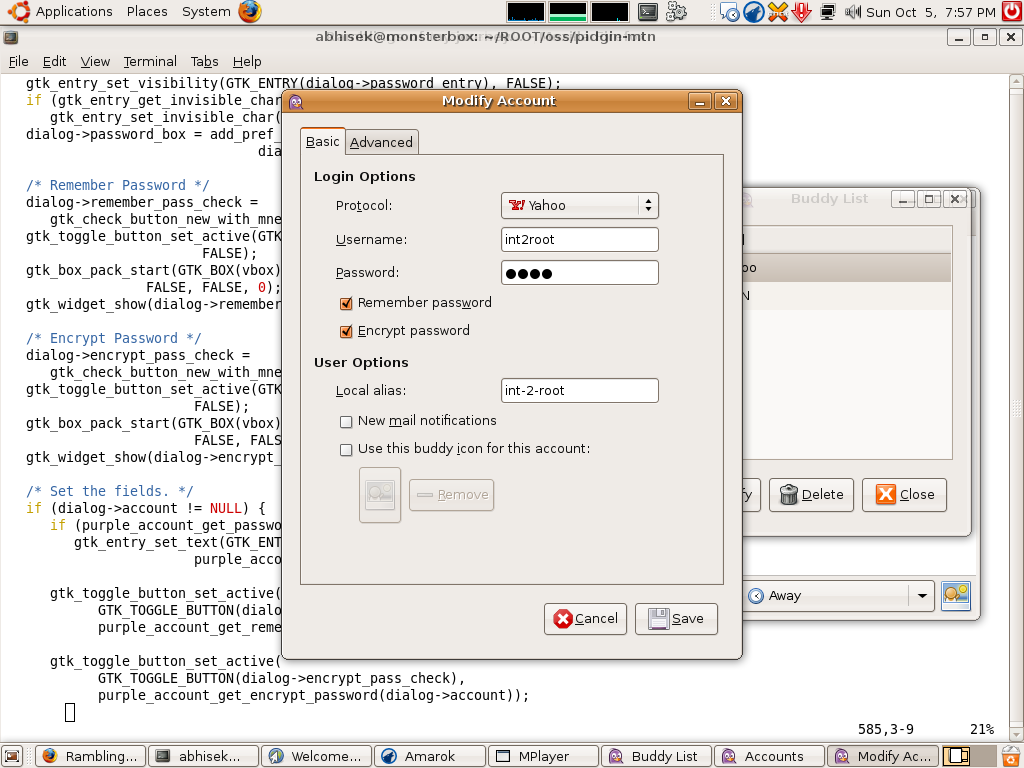 Applications Places System Sun Oct 5, 7:57 PM
abhisek@monsterbox: ~/ROOT/oss/pidgin-mtn
File Edit View Terminal Tabs Help
gtk_entry_set_visibility(GTK_ENTRY(dialog->password_entry), FALSE);
if (gtk_entry_get_invisible_char
gtk_entry_set_invisible_char(
dialog->password_box = add_pref_
dia
/* Remember Password */
dialog->remember_pass_check =
gtk_check_button_new_with_mne
gtk_toggle_button_set_active(GTK
FALSE);
gtk_box_pack_start(GTK_BOX(vbox)
FALSE, FALSE, 0);
gtk_widget_show(dialog->remember
/* Encrypt Password */
dialog->encrypt_pass_check =
gtk_check_button_new_with_mne
gtk_toggle_button_set_active(GTK
FALSE);
gtk_box_pack_start(GTK_BOX(vbox)
FALSE, FALS
gtk_widget_show(dialog->encrypt_
/* Set the fields. */
if (dialog->account != NULL) {
if (purple_account_get_passwo
gtk_entry_set_text(GTK_ENT
purple_acco
gtk_toggle_button_set_active(
GTK_TOGGLE_BUTTON(dialo
purple_account_get_reme
gtk_toggle_button_set_active(
GTK_TOGGLE_BUTTON(dialog->encrypt_pass_check),
purple_account_get_encrypt_password(dialog->account));
585,3-9 21%
Modify Account
Basic Advanced
Login Options
Protocol: Yahoo
Username: int2root
Password: ●●●●
Remember password
Encrypt password
User Options
Local alias: int-2-root
New mail notifications
Use this buddy icon for this account:
Remove
Cancel Save
Buddy List
oo
N
fy Delete Close
Away
Rambling... abhisek... Welcome... Amarok MPlayer Buddy List Accounts Modify Ac...